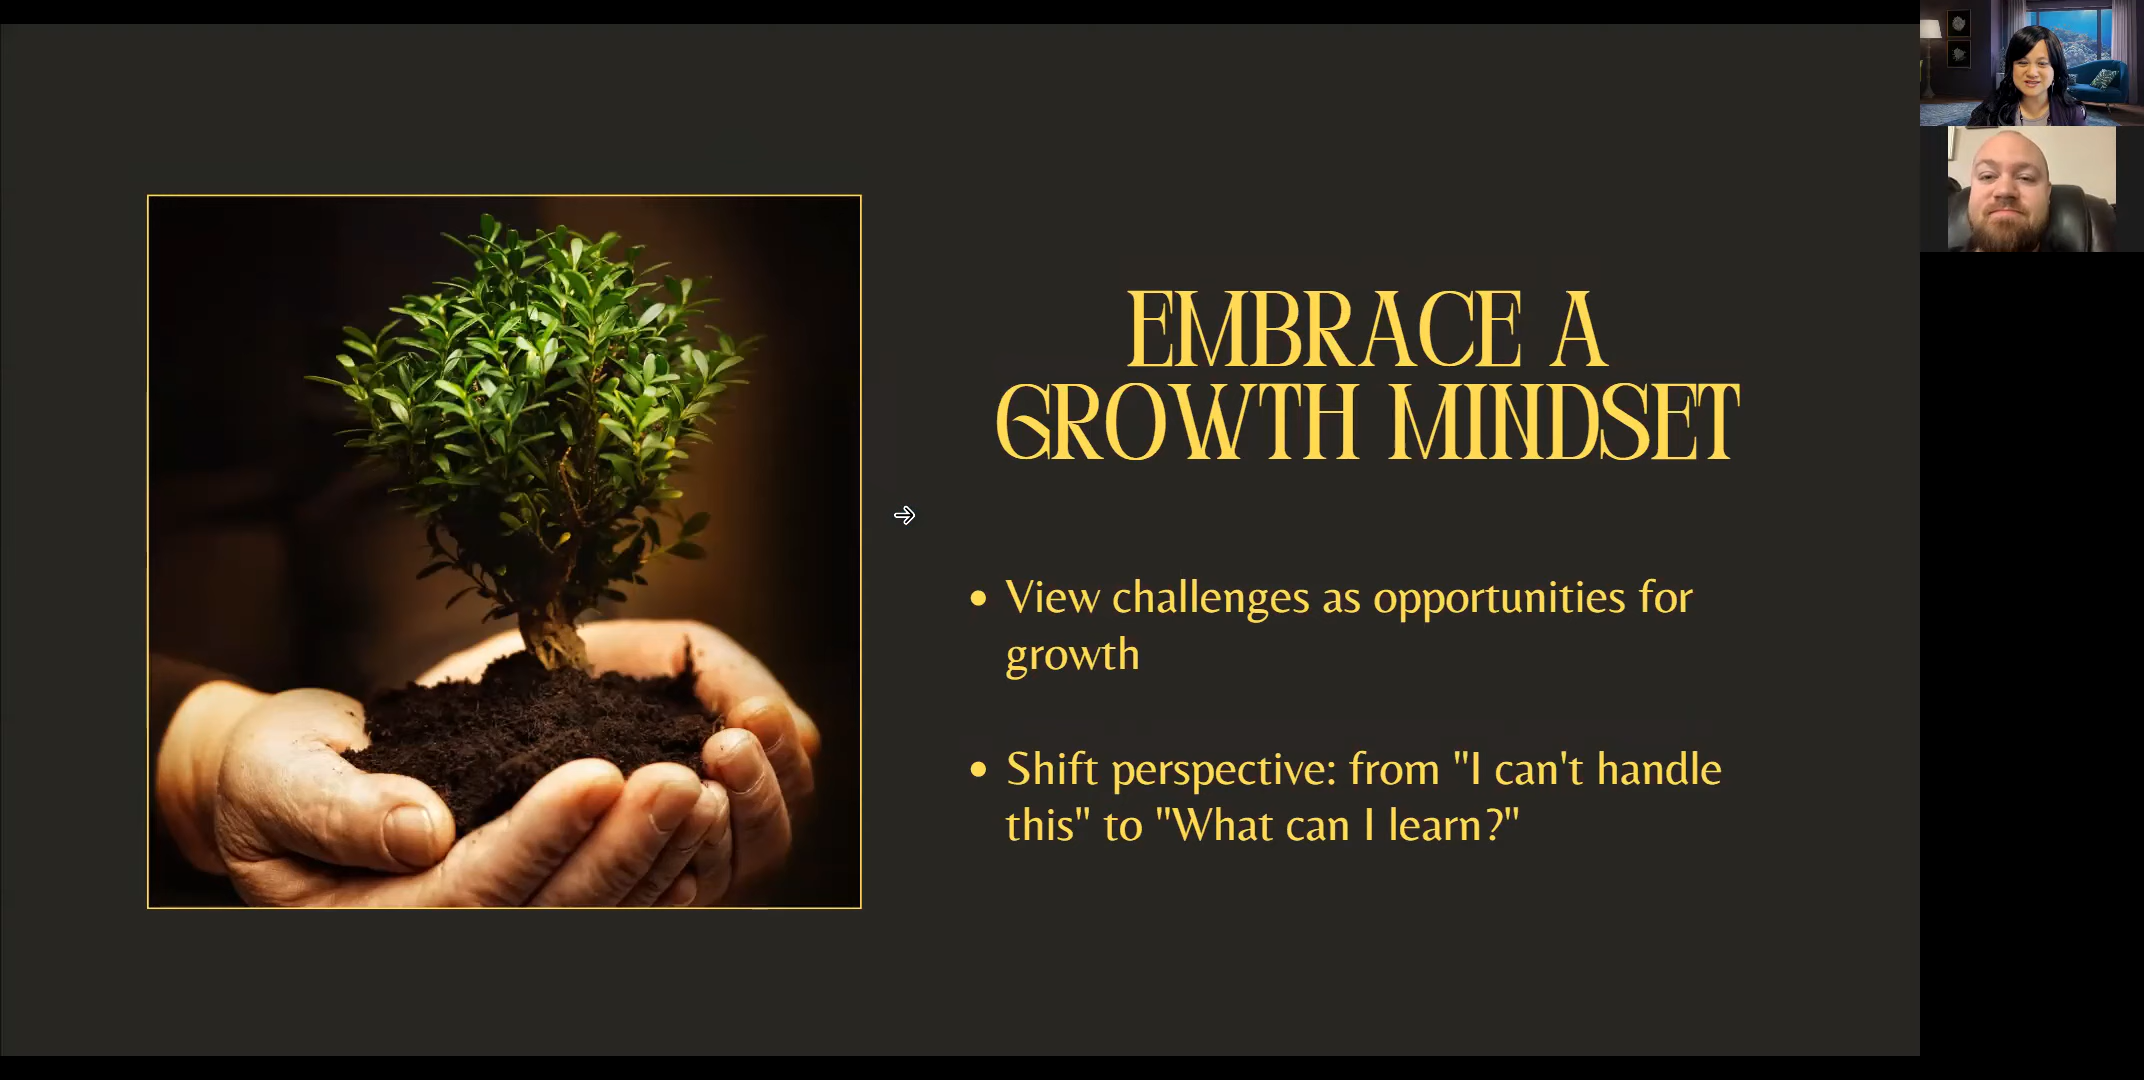 EMBRACE A
GROWTH MINDSET
• View challenges as opportunities for
growth
• Shift perspective: from "I can't handle
this" to "What can I learn?"